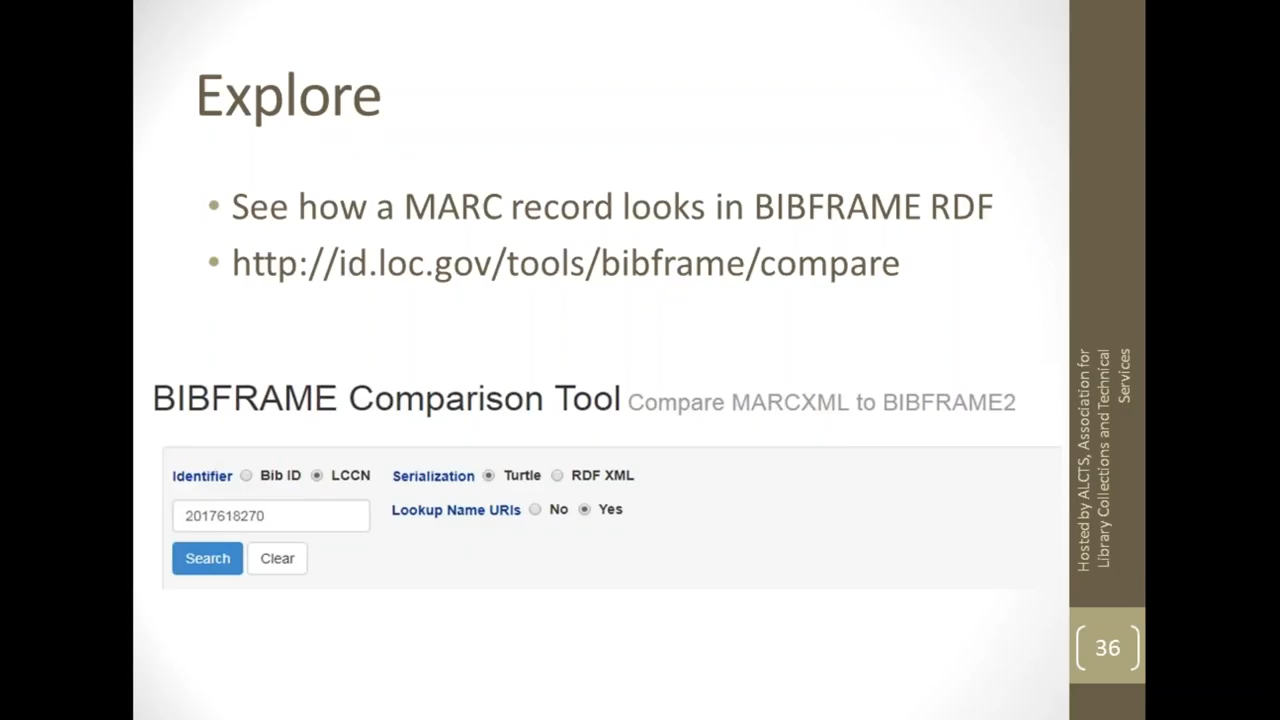 Explore
• See how a MARC record looks in BIBFRAME RDF
• http://id.loc.gov/tools/bibframe/compare
BIBFRAME Comparison Tool Compare MARCXML to BIBFRAME2
Identifier Bib ID LCCN Serialization Turtle RDF XML
2017618270 Lookup Name URIs No Yes
Search Clear
Hosted by ALCTS, Association for
Library Collections and Technical
Services
36